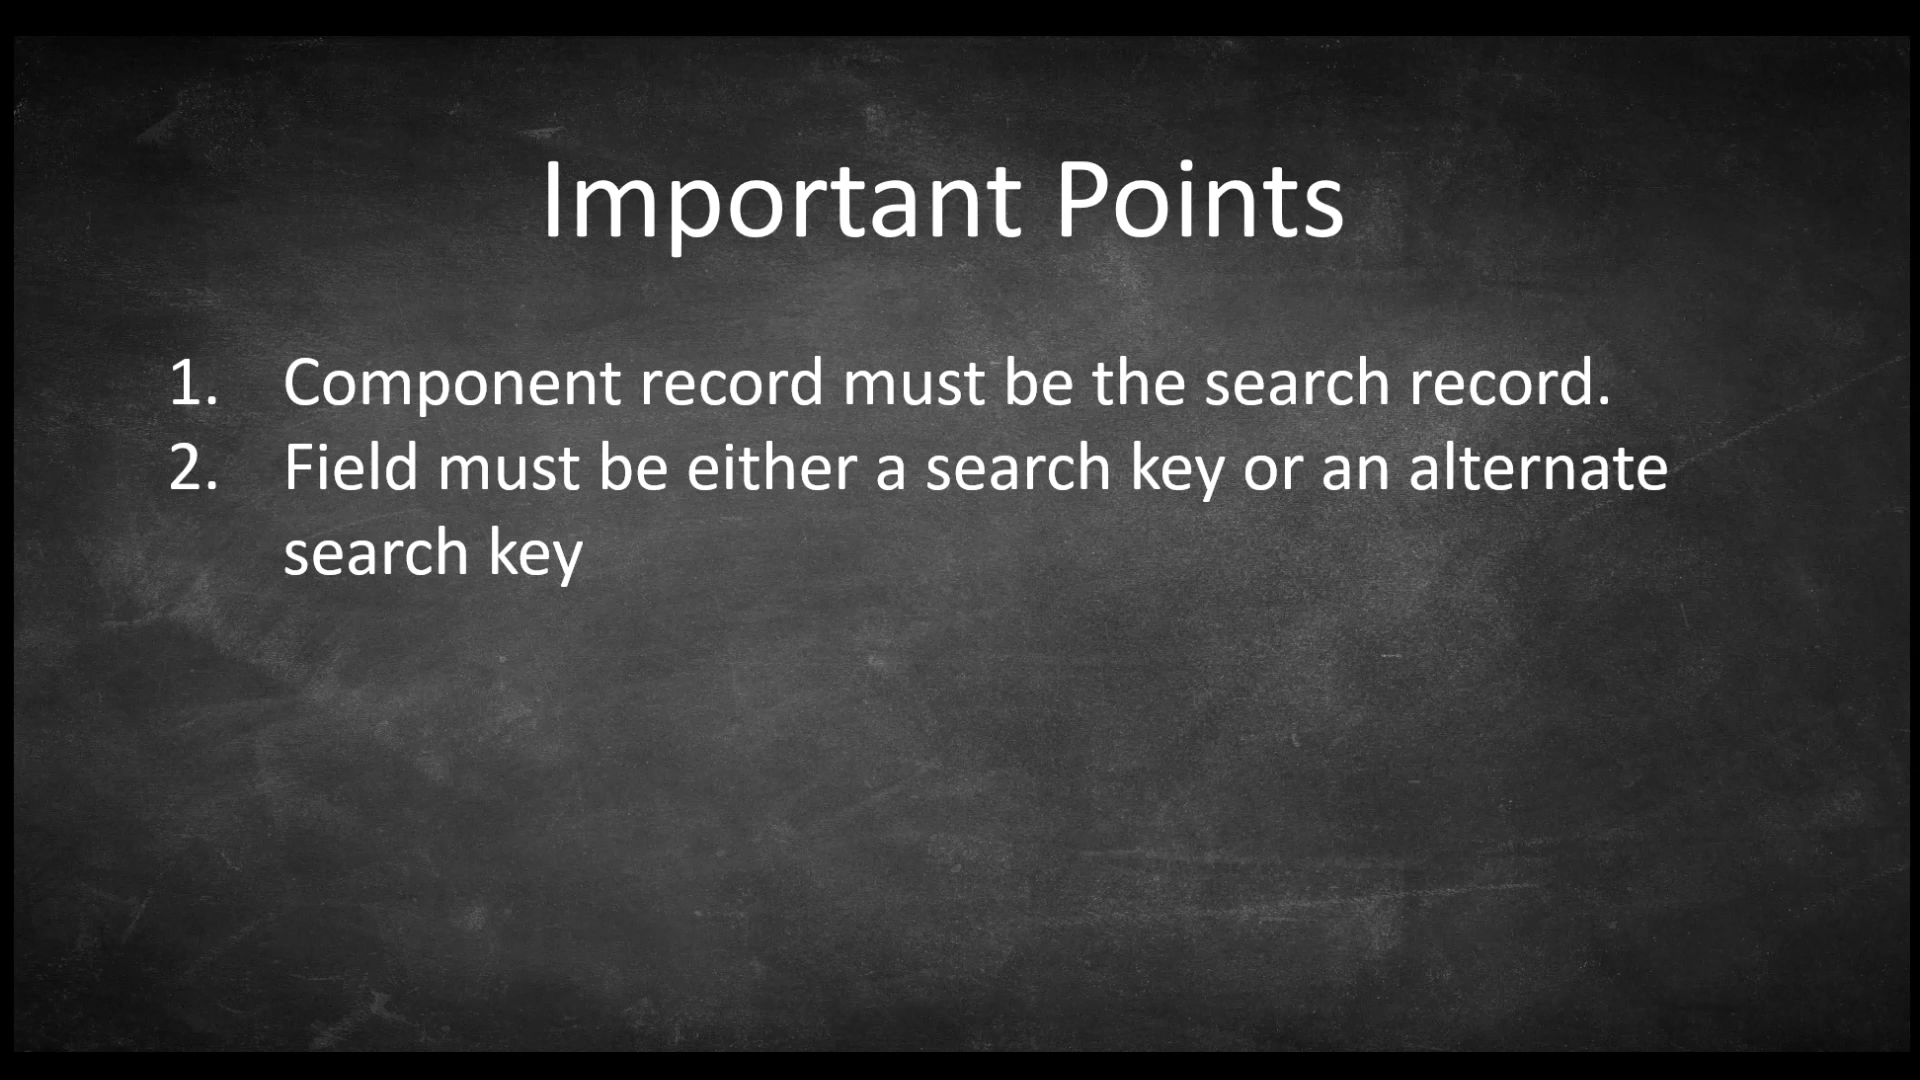 Important Points
1. Component record must be the search record.
2. Field must be either a search key or an alternate
search key